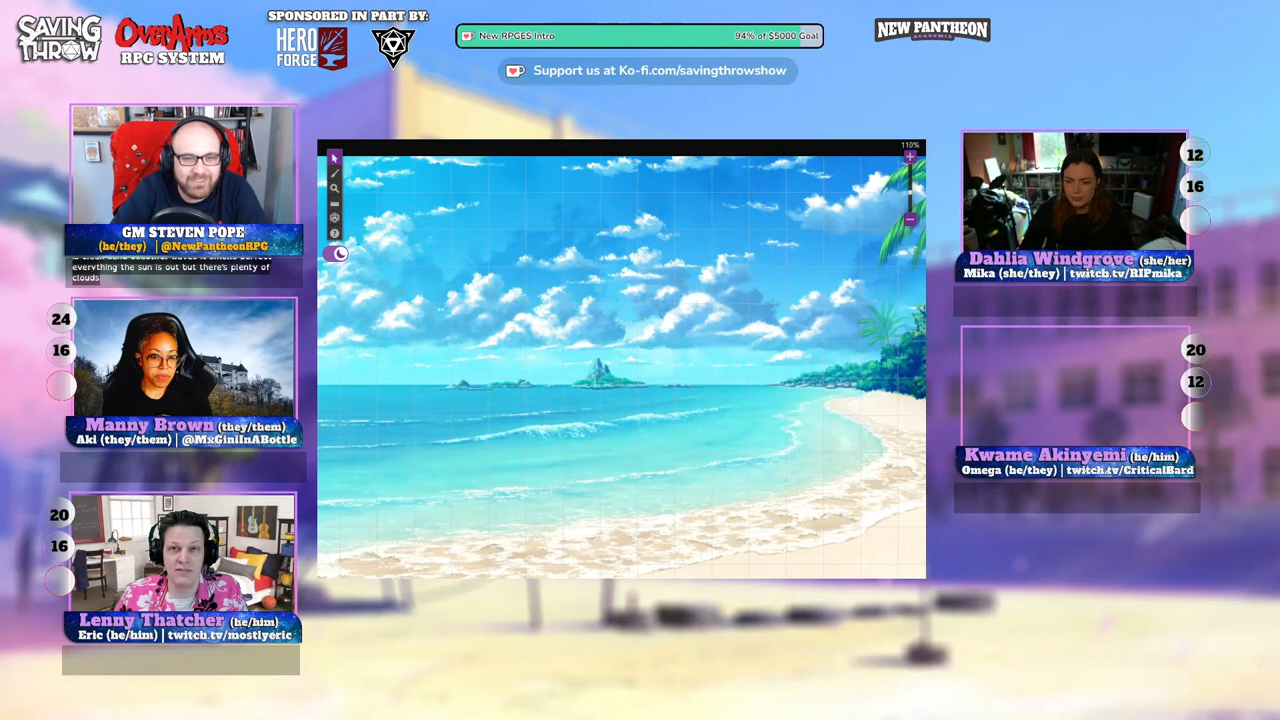 SAVING
THROW
OVERARMS
RPG SYSTEM
SPONSORED IN PART BY:
HERO
FORGE
New RPGES Intro 94% of $5000 Goal
Support us at Ko-fi.com/savingthrowshow
NEW PANTHEON
ACADEMIA
110%
GM STEVEN POPE
(he/they) | @NewPantheonRPG
everything the sun is out but there's plenty of
clouds
24
16
Manny Brown (they/them)
Aki (they/them) | @MxGiniInABottle
20
16
Lenny Thatcher (he/him)
Eric (he/him) | twitch.tv/mostlyeric
12
16
Dahlia Windgrove (she/her)
Mika (she/they) | twitch.tv/RIPmika
20
12
Kwame Akinyemi (he/him)
Omega (he/they) | twitch.tv/CriticalBard